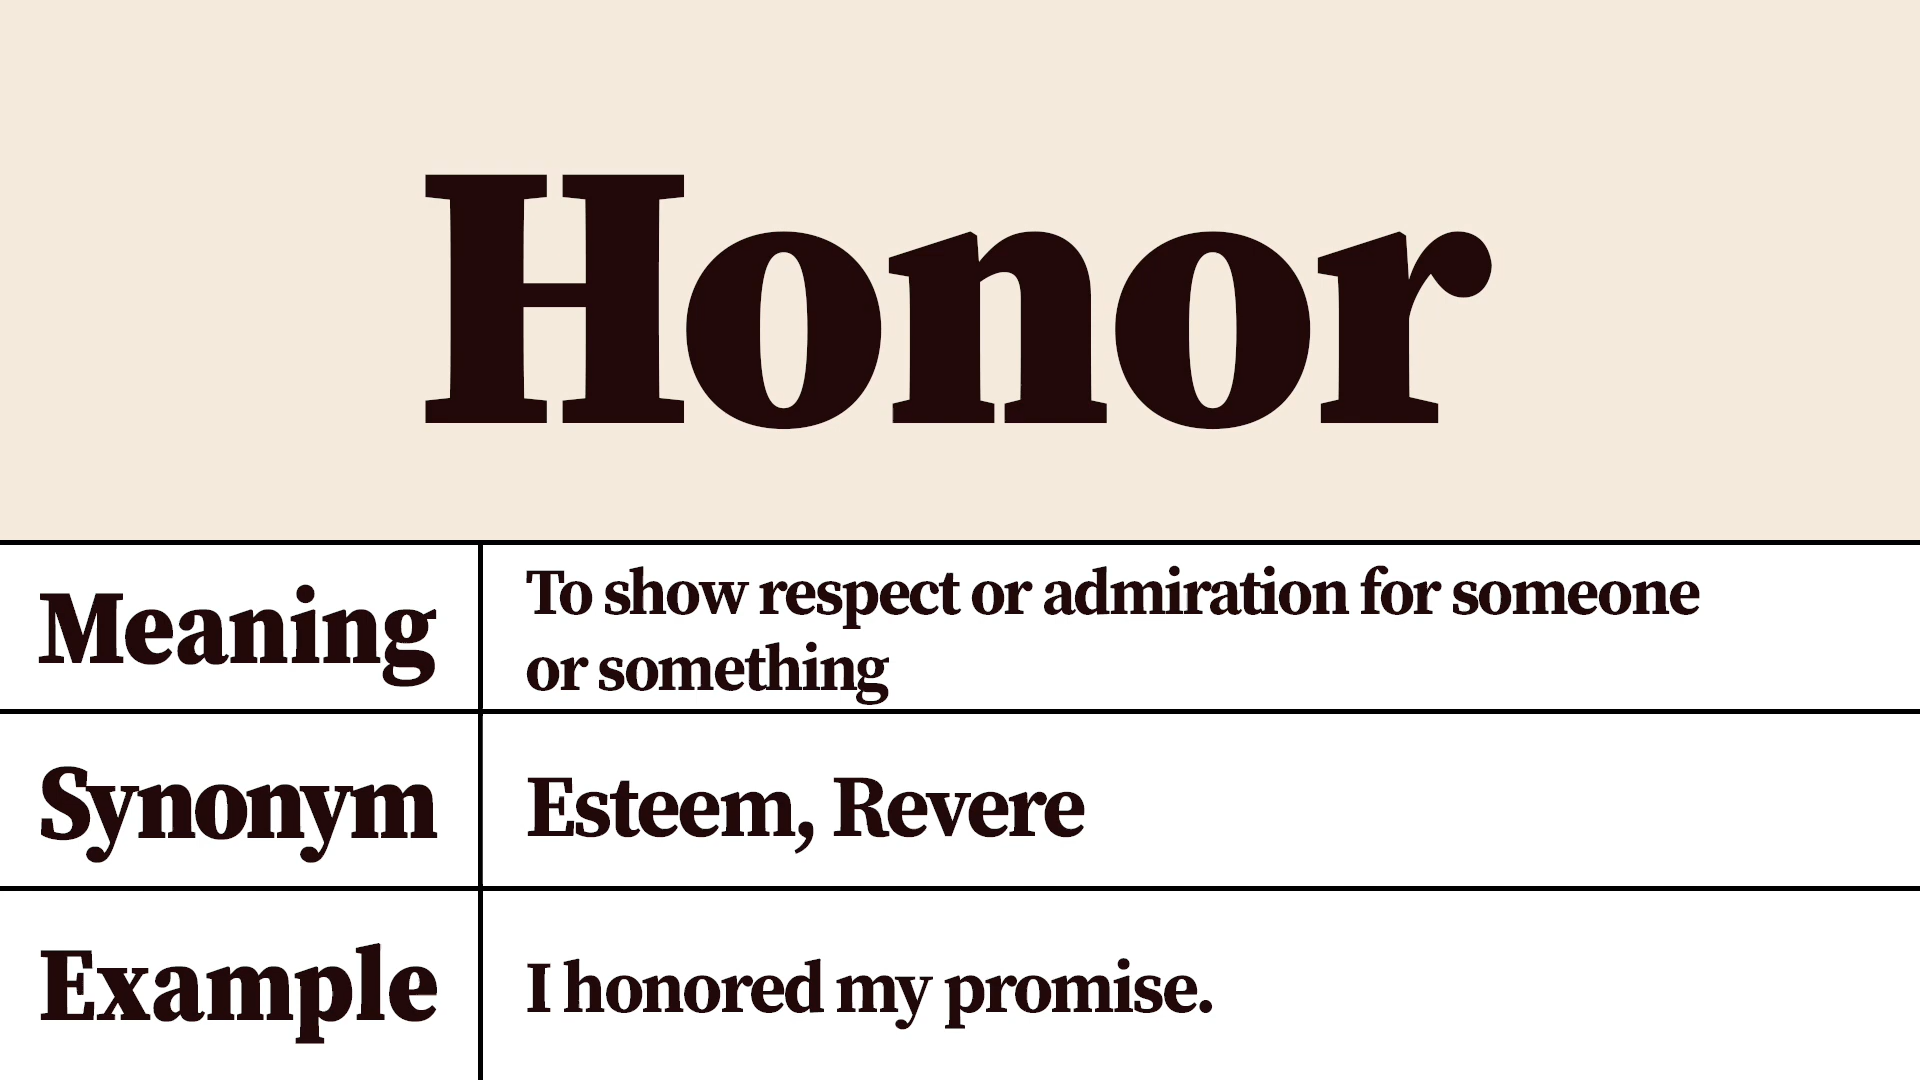 Honor
Meaning
To show respect or admiration for someone
or something
Synonym
Esteem, Revere
Example
I honored my promise.